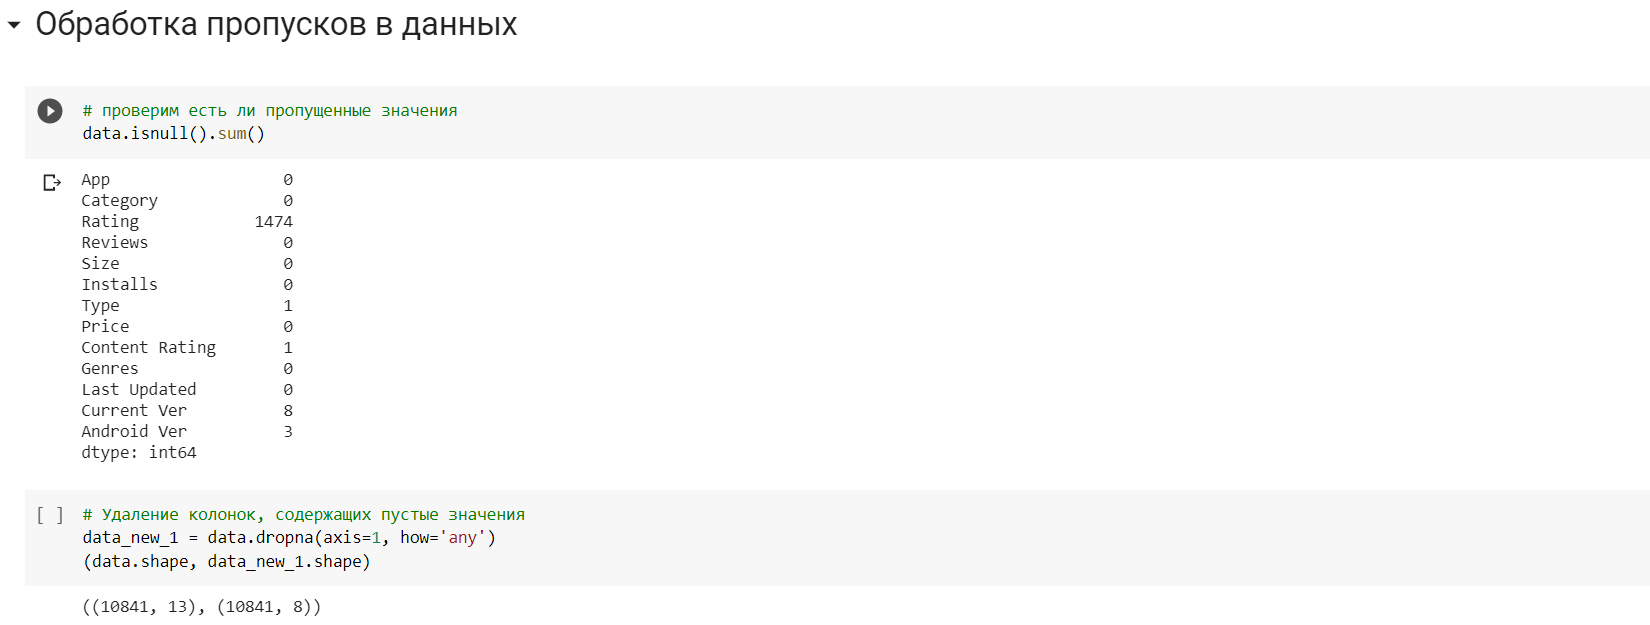 Обработка пропусков в данных
# проверим есть ли пропущенные значения
data.isnull().sum()
App 0
Category 0
Rating 1474
Reviews 0
Size 0
Installs 0
Type 1
Price 0
Content Rating 1
Genres 0
Last Updated 0
Current Ver 8
Android Ver 3
dtype: int64
[ ] # Удаление колонок, содержащих пустые значения
data_new_1 = data.dropna(axis=1, how='any')
(data.shape, data_new_1.shape)
((10841, 13), (10841, 8))